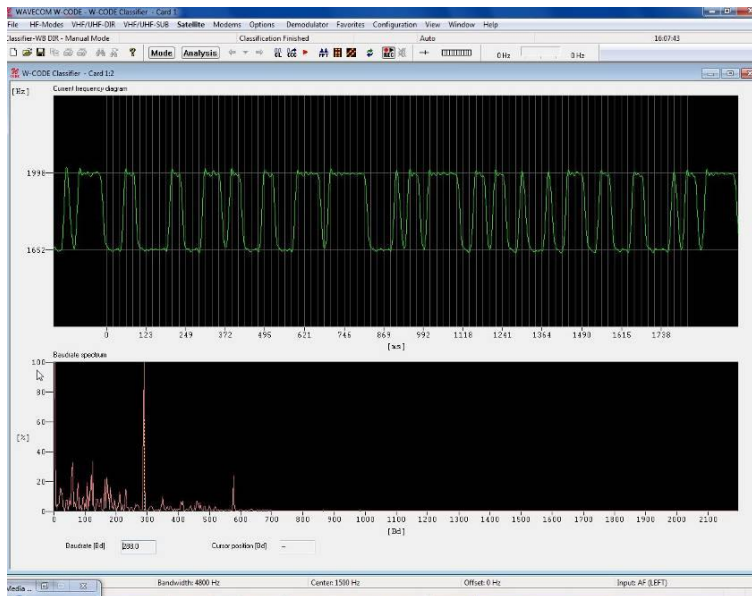 WAVECOM W-CODE - W-CODE Classifier - Card 1
File HF-Modes VHF/UHF-DIR VHF/UHF-SUB Satellite Modems Options Demodulator Favorites Configuration View Window Help
Classifier-WB DIR - Manual Mode Classification Finished Auto 16:07:43
Mode Analysis 0 Hz 0 Hz
W-CODE Classifier - Card 1:2
[Hz] Current frequency diagram
1998
1652
0 123 249 372 495 621 746 869 992 1118 1241 1364 1490 1615 1738
[ms]
Baudrate spectrum
100
80
60
[%]
40
20
0
0 100 200 300 400 500 600 700 800 900 1000 1100 1200 1300 1400 1500 1600 1700 1800 1900 2000 2100
[Bd]
Baudrate [Bd] 288.0 Cursor position [Bd] --
Media ... Bandwidth: 4800 Hz Center: 1500 Hz Offset: 0 Hz Input: AF (LEFT)